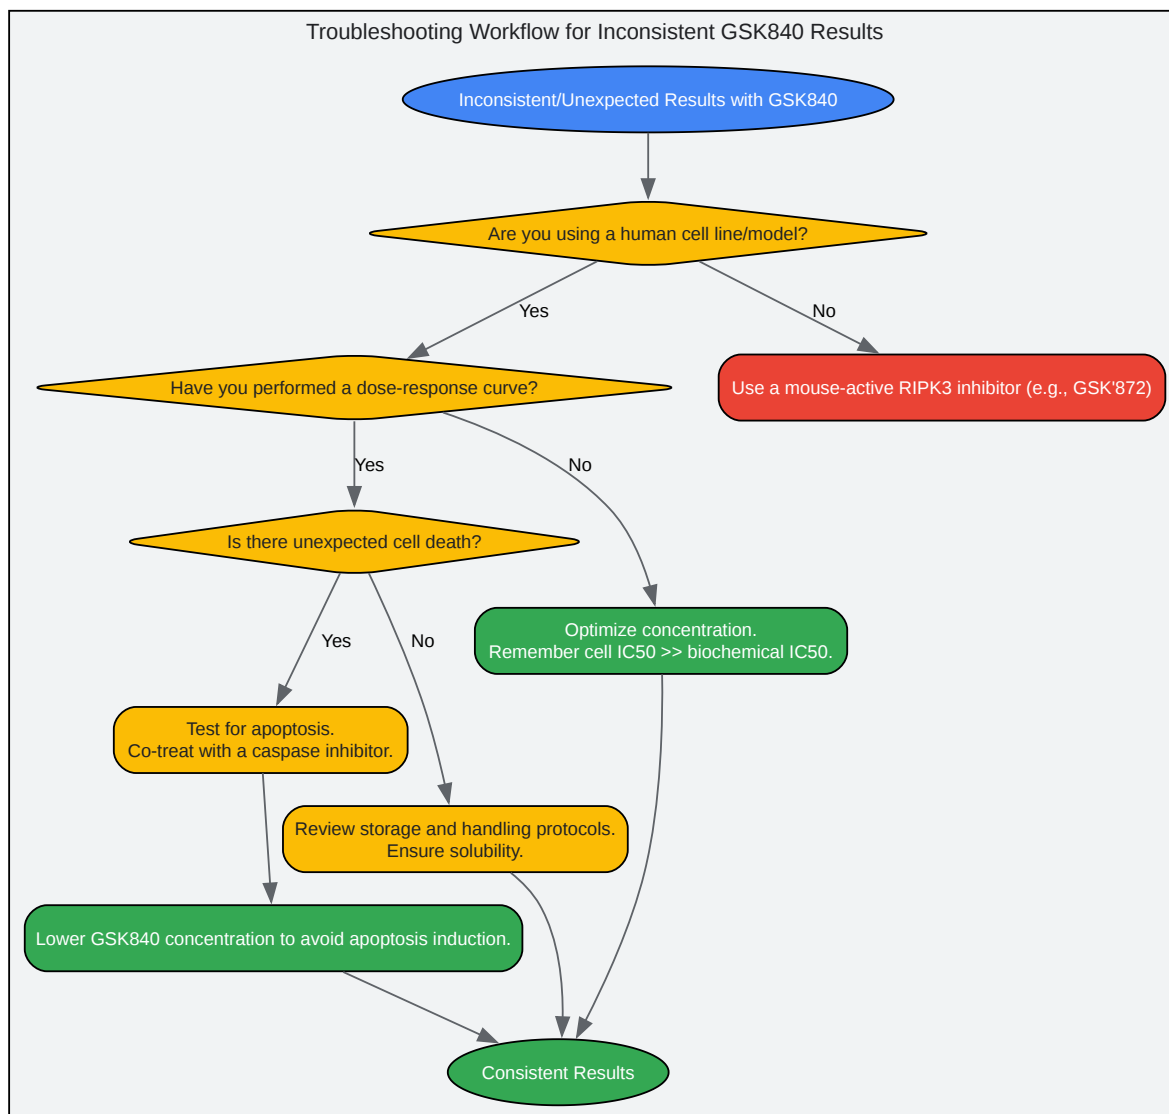 Troubleshooting Workflow for Inconsistent GSK840 Results
Inconsistent/Unexpected Results with GSK840
Are you using a human cell line/model?
Yes
No
Have you performed a dose-response curve?
Use a mouse-active RIPK3 inhibitor (e.g., GSK'872)
Yes
No
Is there unexpected cell death?
Optimize concentration.
Remember cell IC50 >> biochemical IC50.
Yes
No
Test for apoptosis.
Co-treat with a caspase inhibitor.
Review storage and handling protocols.
Ensure solubility.
Lower GSK840 concentration to avoid apoptosis induction.
Consistent Results